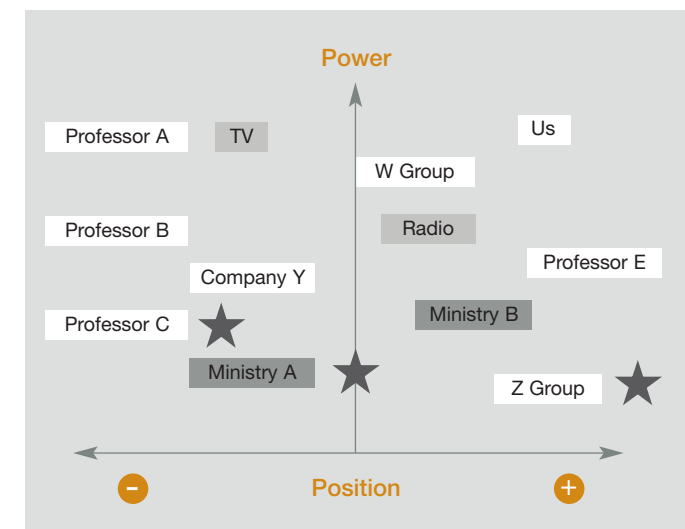 Power
Us
Professor A
TV
W Group
Professor B
Radio
Professor E
Company Y
Professor C
Ministry B
Ministry A
Z Group
-
Position
+